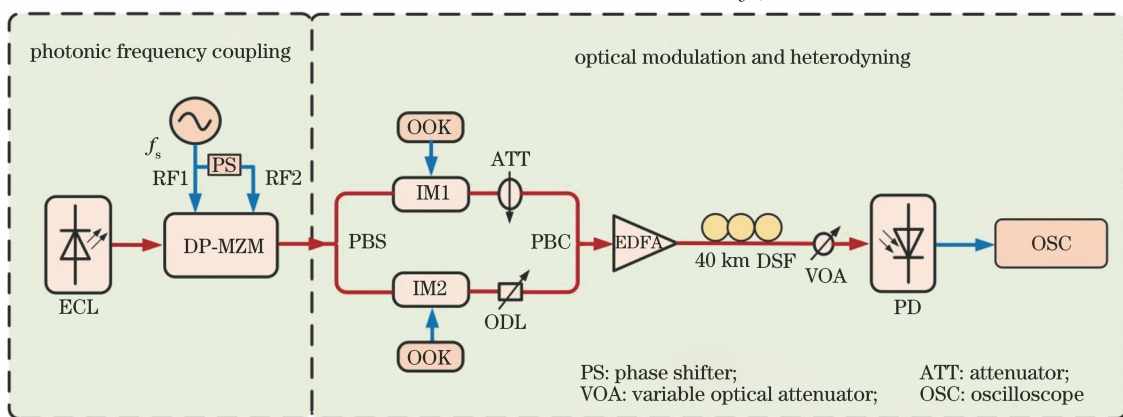 photonic frequency coupling
optical modulation and heterodyning
fs
PS
RF1
RF2
ECL
DP-MZM
OOK
IM1
ATT
PBS
PBC
IM2
ODL
OOK
EDFA
40 km DSF
VOA
PD
OSC
PS: phase shifter;
ATT: attenuator;
VOA: variable optical attenuator;
OSC: oscilloscope